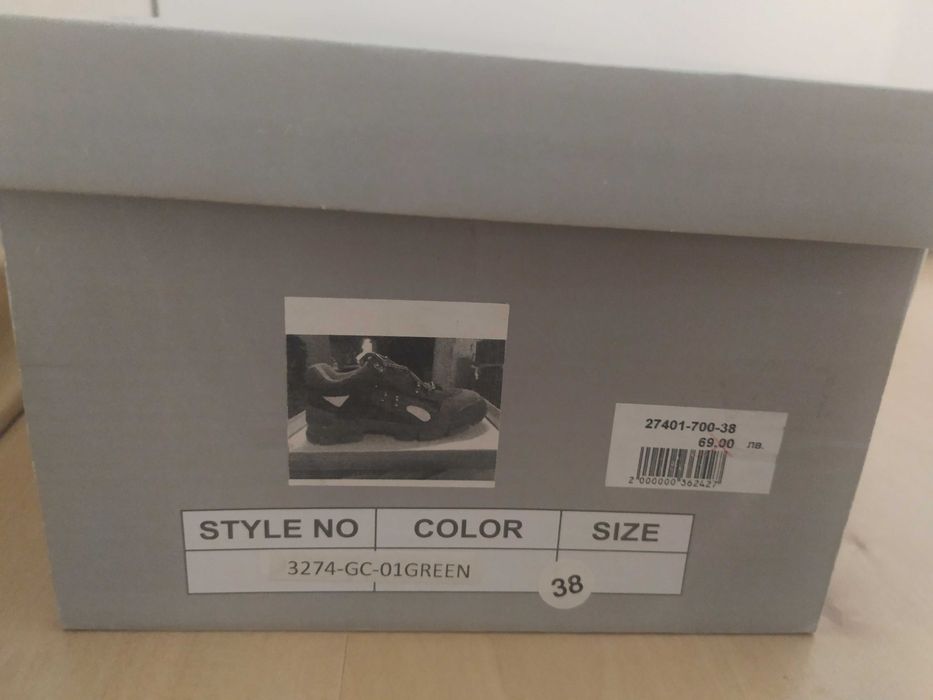 27401-700-38
69.00 лв.
2 000000 362427
STYLE NO COLOR SIZE
3274-GC-01GREEN
38